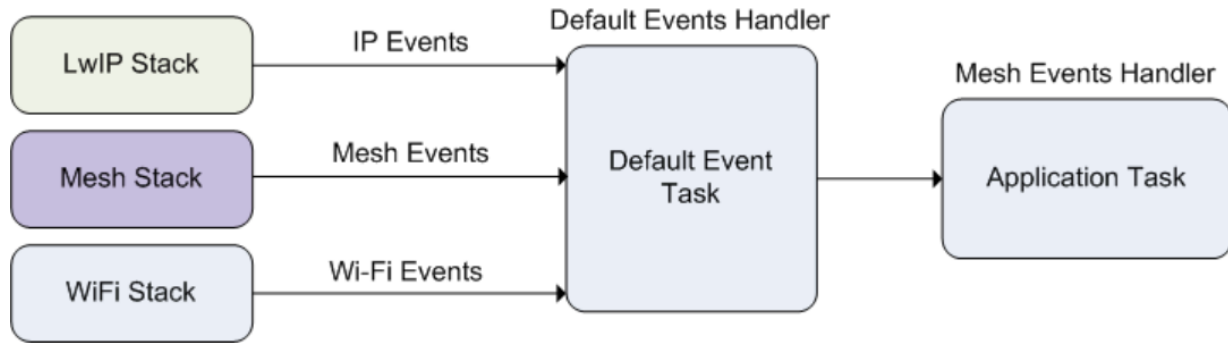 Default Events Handler
LwIP Stack
IP Events
Mesh Events Handler
Mesh Stack
Mesh Events
Default Event
Task
Application Task
WiFi Stack
Wi-Fi Events